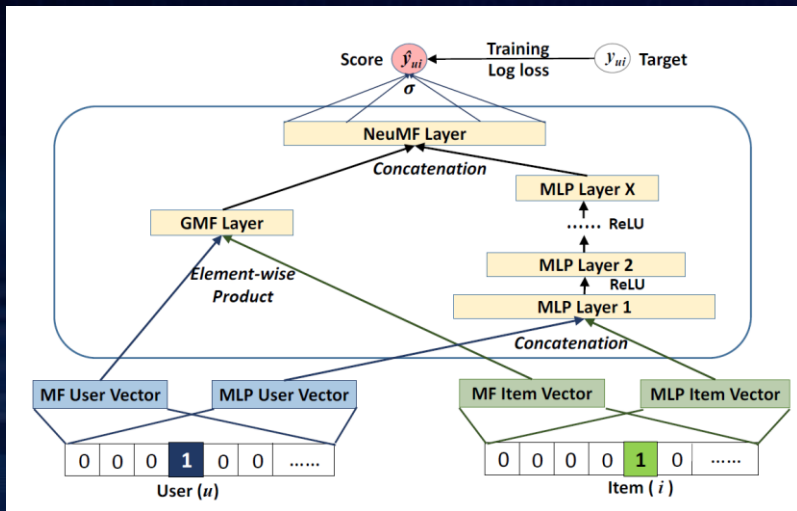 Score ŷui Training yui Target
Log loss
σ
NeuMF Layer
Concatenation
MLP Layer X
...... ReLU
GMF Layer
Element-wise
Product
MLP Layer 2
ReLU
MLP Layer 1
Concatenation
MF User Vector MLP User Vector MF Item Vector MLP Item Vector
0 0 0 1 0 0 ...... 0 0 0 0 1 0 ......
User (u) Item ( i )